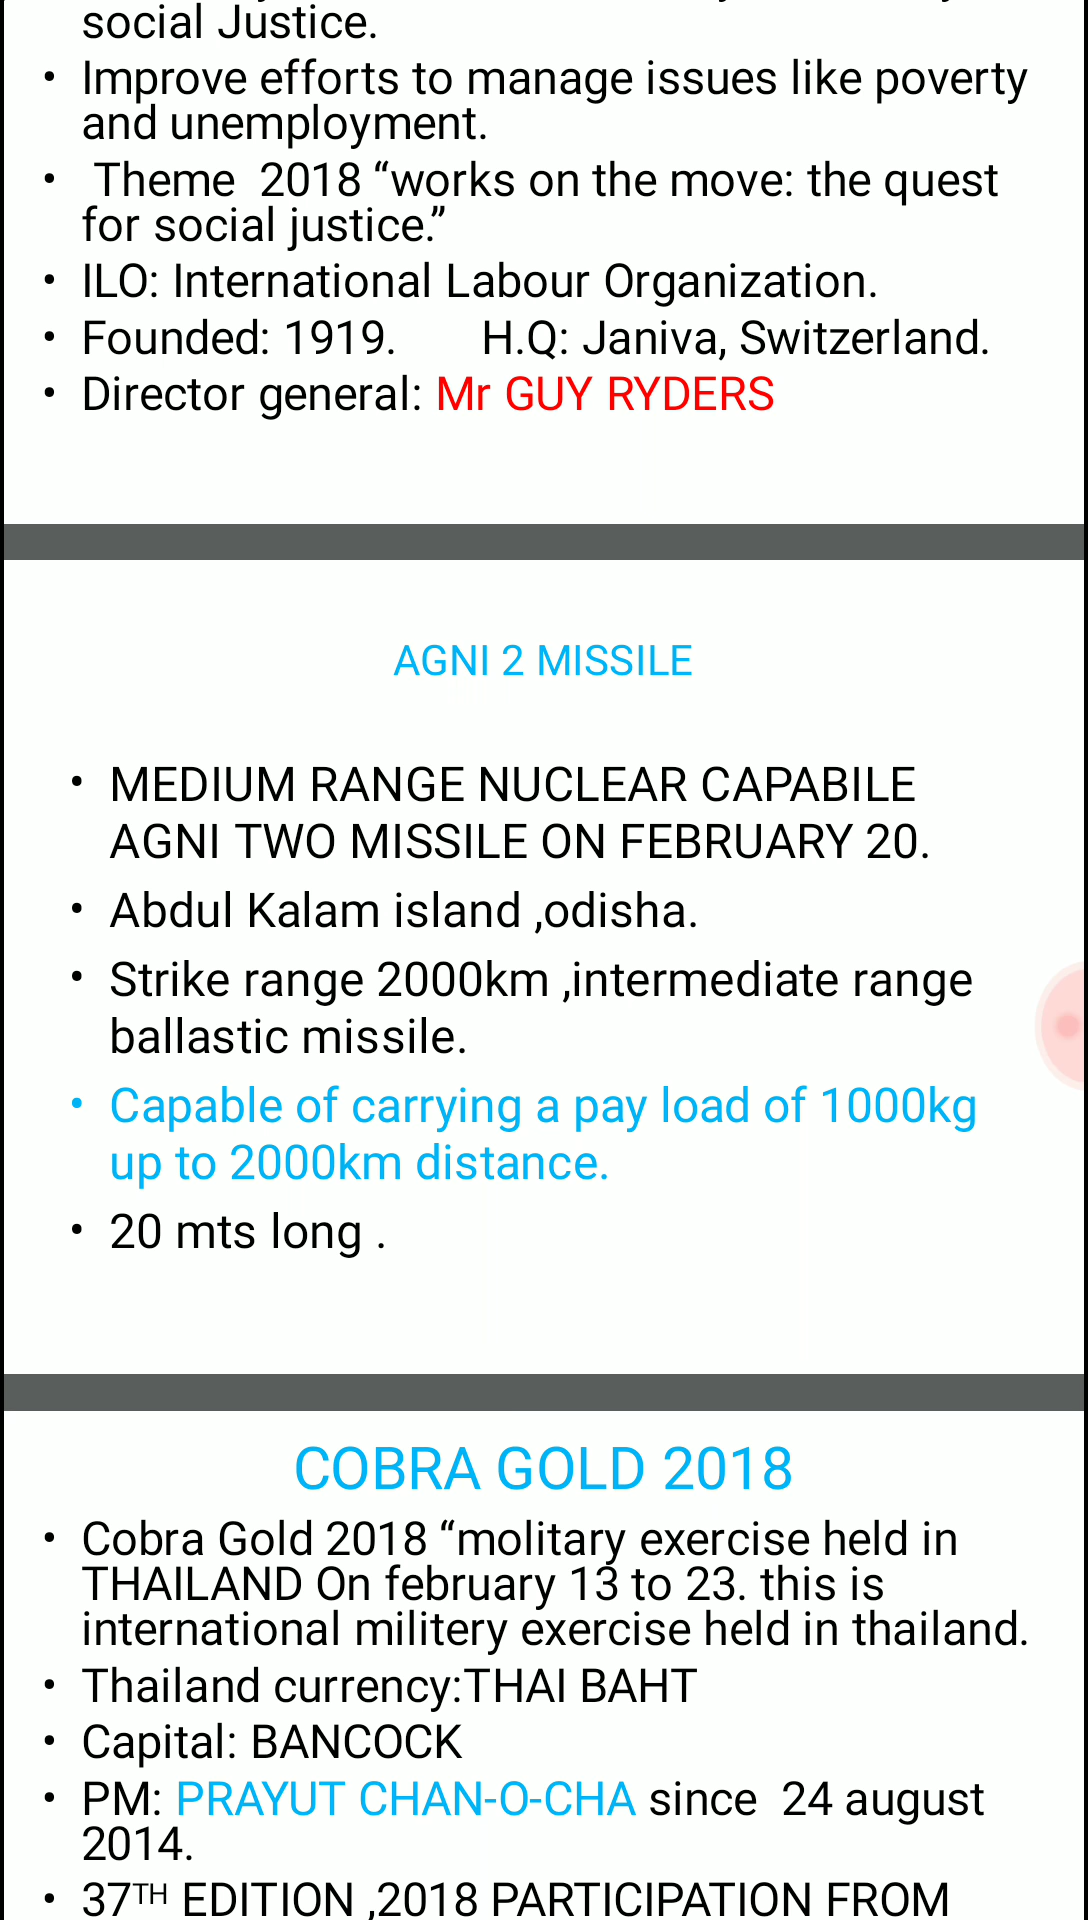 social Justice.
• Improve efforts to manage issues like poverty
and unemployment.
• Theme 2018 “works on the move: the quest
for social justice.”
• ILO: International Labour Organization.
• Founded: 1919. H.Q: Janiva, Switzerland.
• Director general: Mr GUY RYDERS
AGNI 2 MISSILE
• MEDIUM RANGE NUCLEAR CAPABILE
AGNI TWO MISSILE ON FEBRUARY 20.
• Abdul Kalam island ,odisha.
• Strike range 2000km ,intermediate range
ballastic missile.
• Capable of carrying a pay load of 1000kg
up to 2000km distance.
• 20 mts long .
COBRA GOLD 2018
• Cobra Gold 2018 “molitary exercise held in
THAILAND On february 13 to 23. this is
international militery exercise held in thailand.
• Thailand currency:THAI BAHT
• Capital: BANCOCK
• PM: PRAYUT CHAN-O-CHA since 24 august
2014.
• 37TH EDITION ,2018 PARTICIPATION FROM